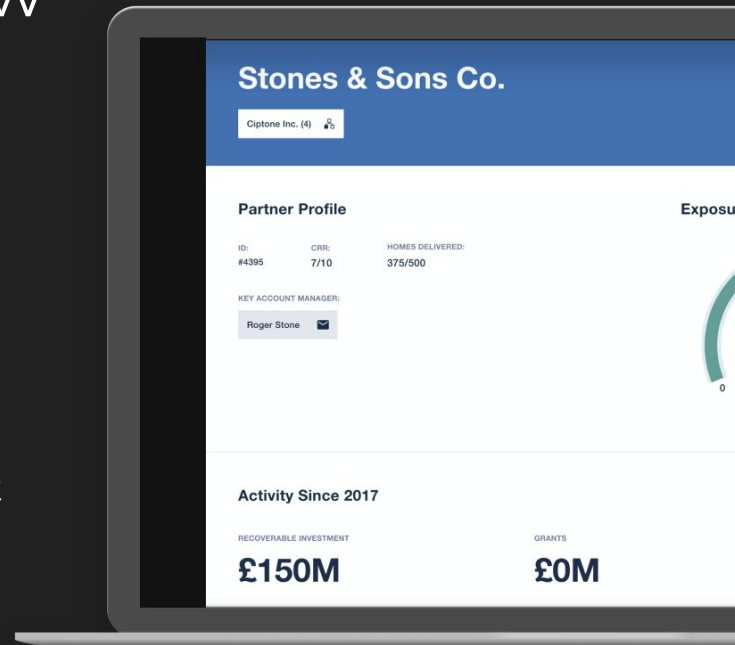 Stones & Sons Co.
Ciptone Inc. (4)
Partner Profile
ID: CRR: HOMES DELIVERED:
#4395 7/10 375/500
KEY ACCOUNT MANAGER:
Roger Stone
0
Activity Since 2017
RECOVERABLE INVESTMENT GRANTS
£150M £0M